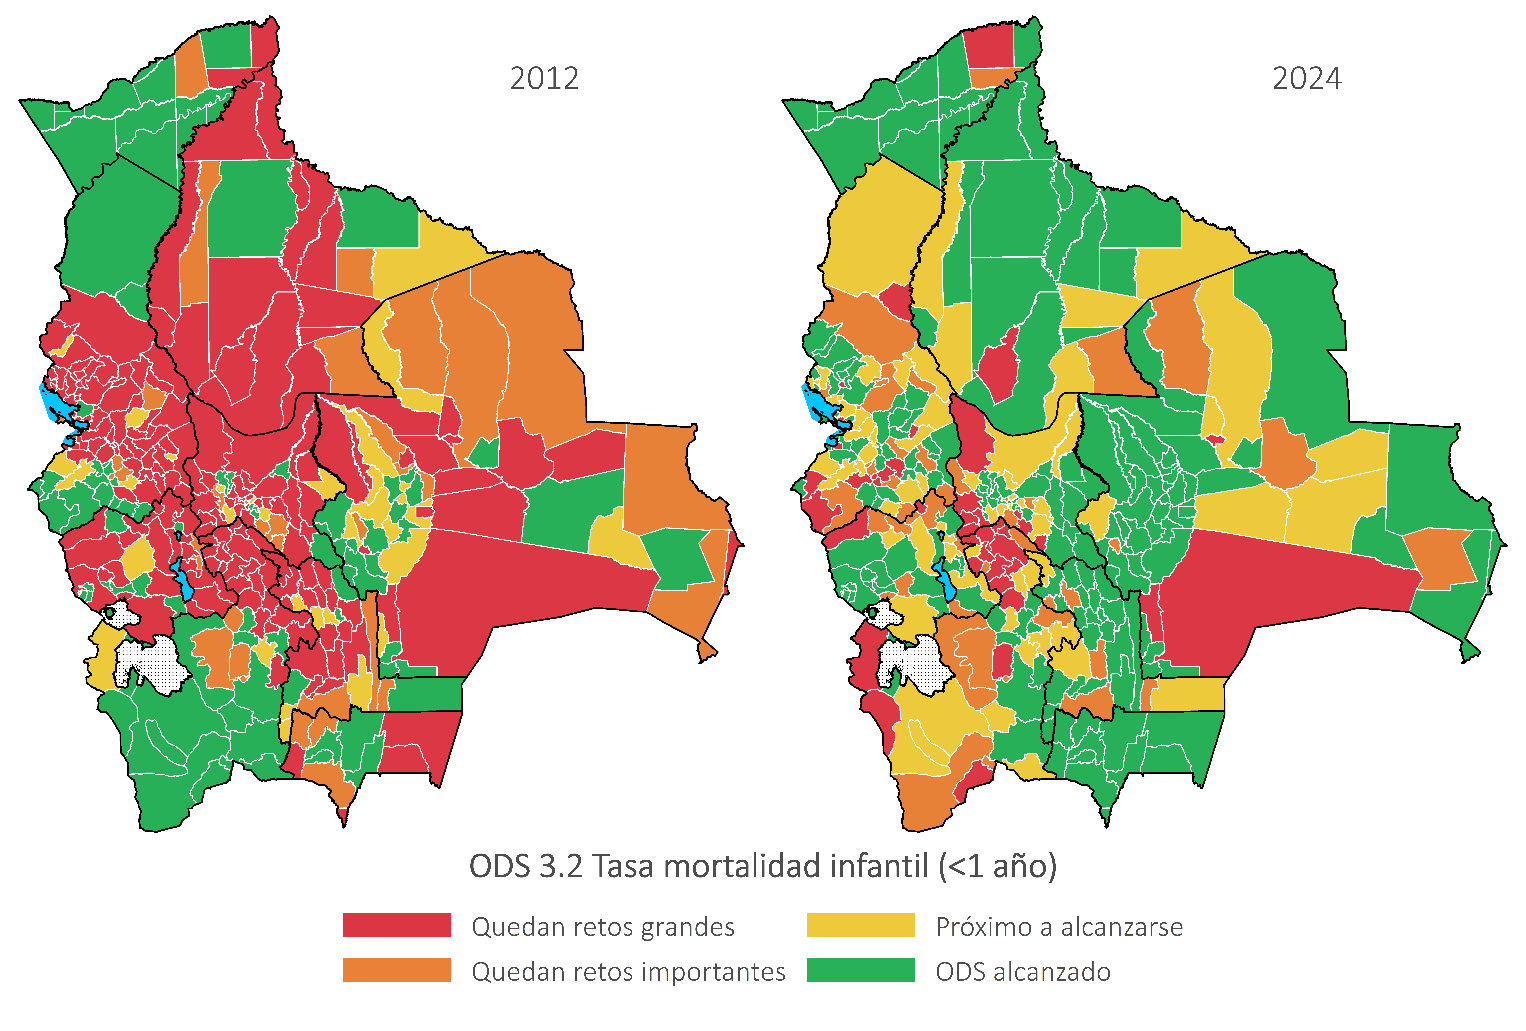 2012
2024
ODS 3.2 Tasa mortalidad infantil (<1 año)
Quedan retos grandes
Próximo a alcanzarse
Quedan retos importantes
ODS alcanzado